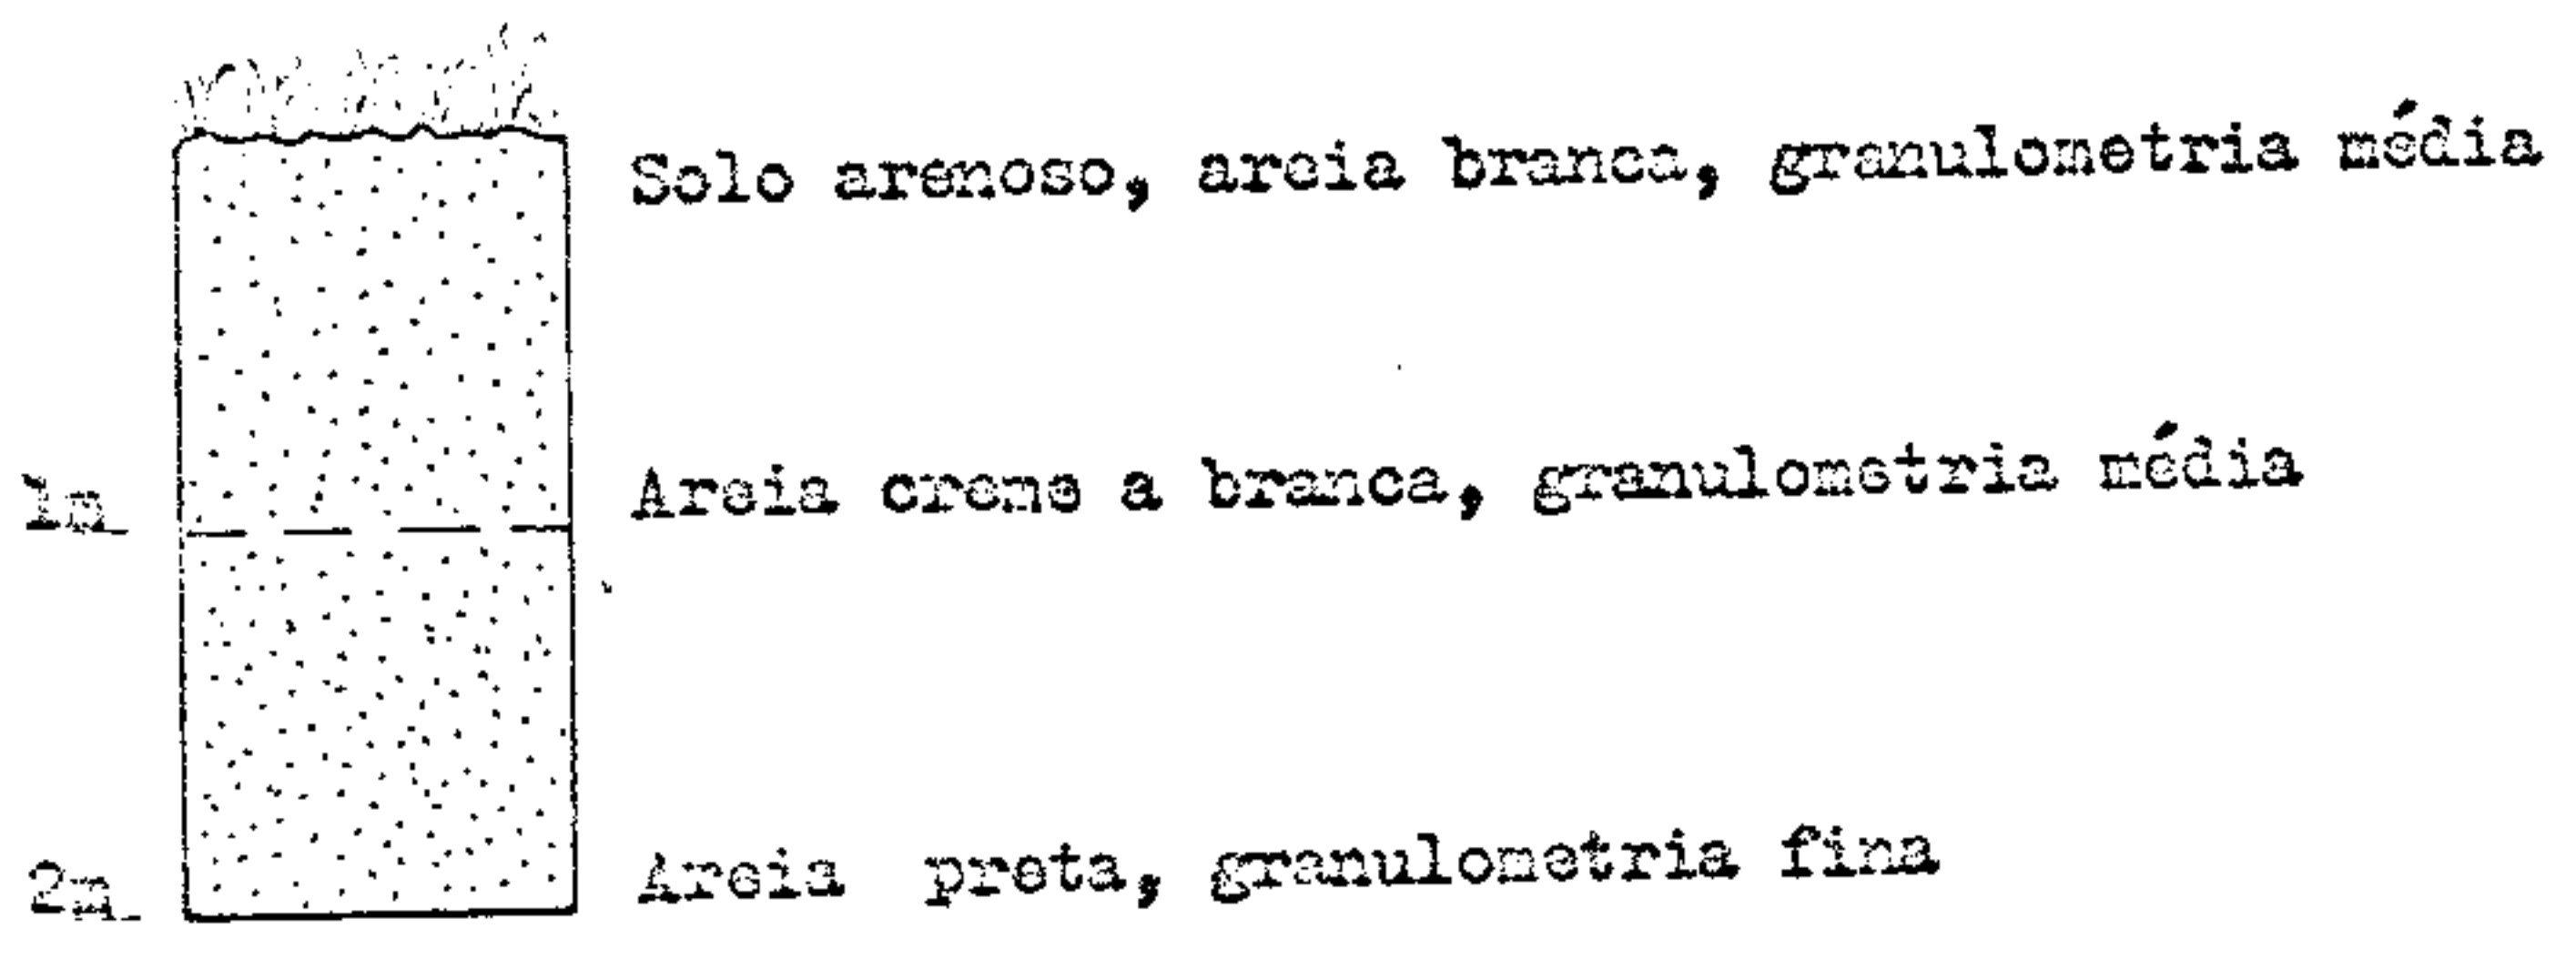 Solo arenoso, areia branca, granulometria média
1m
Areia creme a branca, granulometria média
2m
Areia preta, granulometria fina